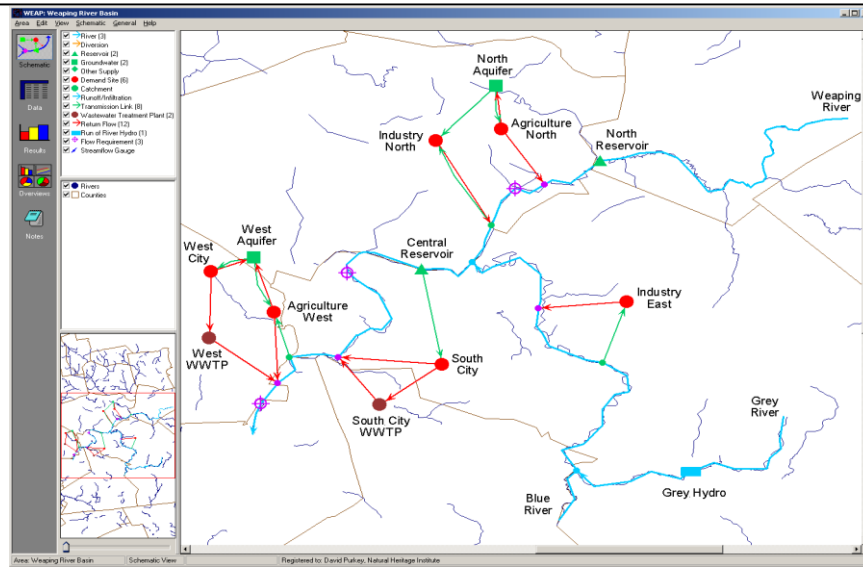 WEAP: Weaping River Basin
Area Edit View Schematic General Help
Schematic
Data
Results
Overviews
Notes
River (3)
Diversion
Reservoir (2)
Groundwater (2)
Other Supply
Demand Site (6)
Catchment
Runoff/Infiltration
Transmission Link (8)
Wastewater Treatment Plant (2)
Return Flow (12)
Run of River Hydro (1)
Flow Requirement (3)
Streamflow Gauge
Rivers
Counties
North
Aquifer
Weaping
River
Agriculture
North
Industry
North
North
Reservoir
West
Aquifer
West
City
Central
Reservoir
Agriculture
West
Industry
East
West
WWTP
South
City
South City
WWTP
Grey
River
Grey Hydro
Blue
River
Area: Weaping River Basin
Schematic View
Registered to: David Purkey, Natural Heritage Institute